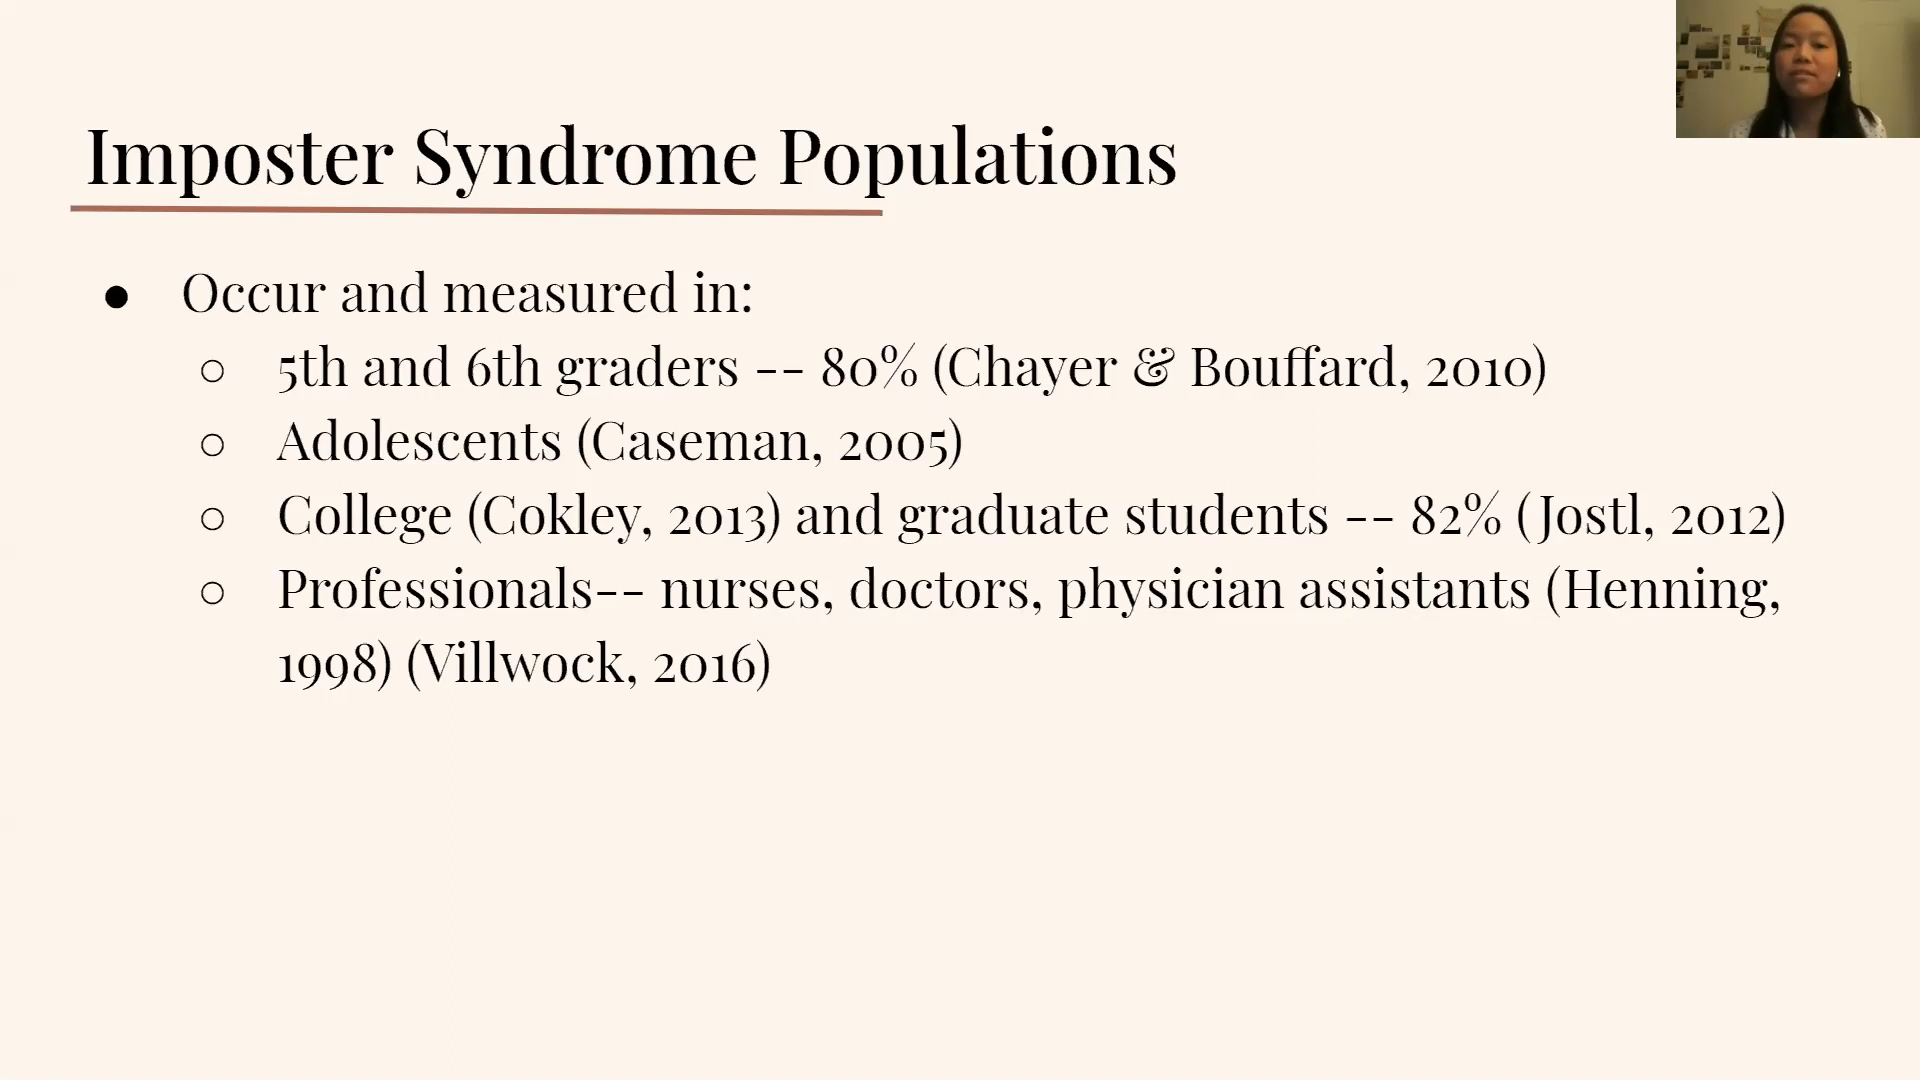 Imposter Syndrome Populations
● Occur and measured in:
○ 5th and 6th graders -- 80% (Chayer & Bouffard, 2010)
○ Adolescents (Caseman, 2005)
○ College (Cokley, 2013) and graduate students -- 82% (Jostl, 2012)
○ Professionals-- nurses, doctors, physician assistants (Henning,
1998) (Villwock, 2016)